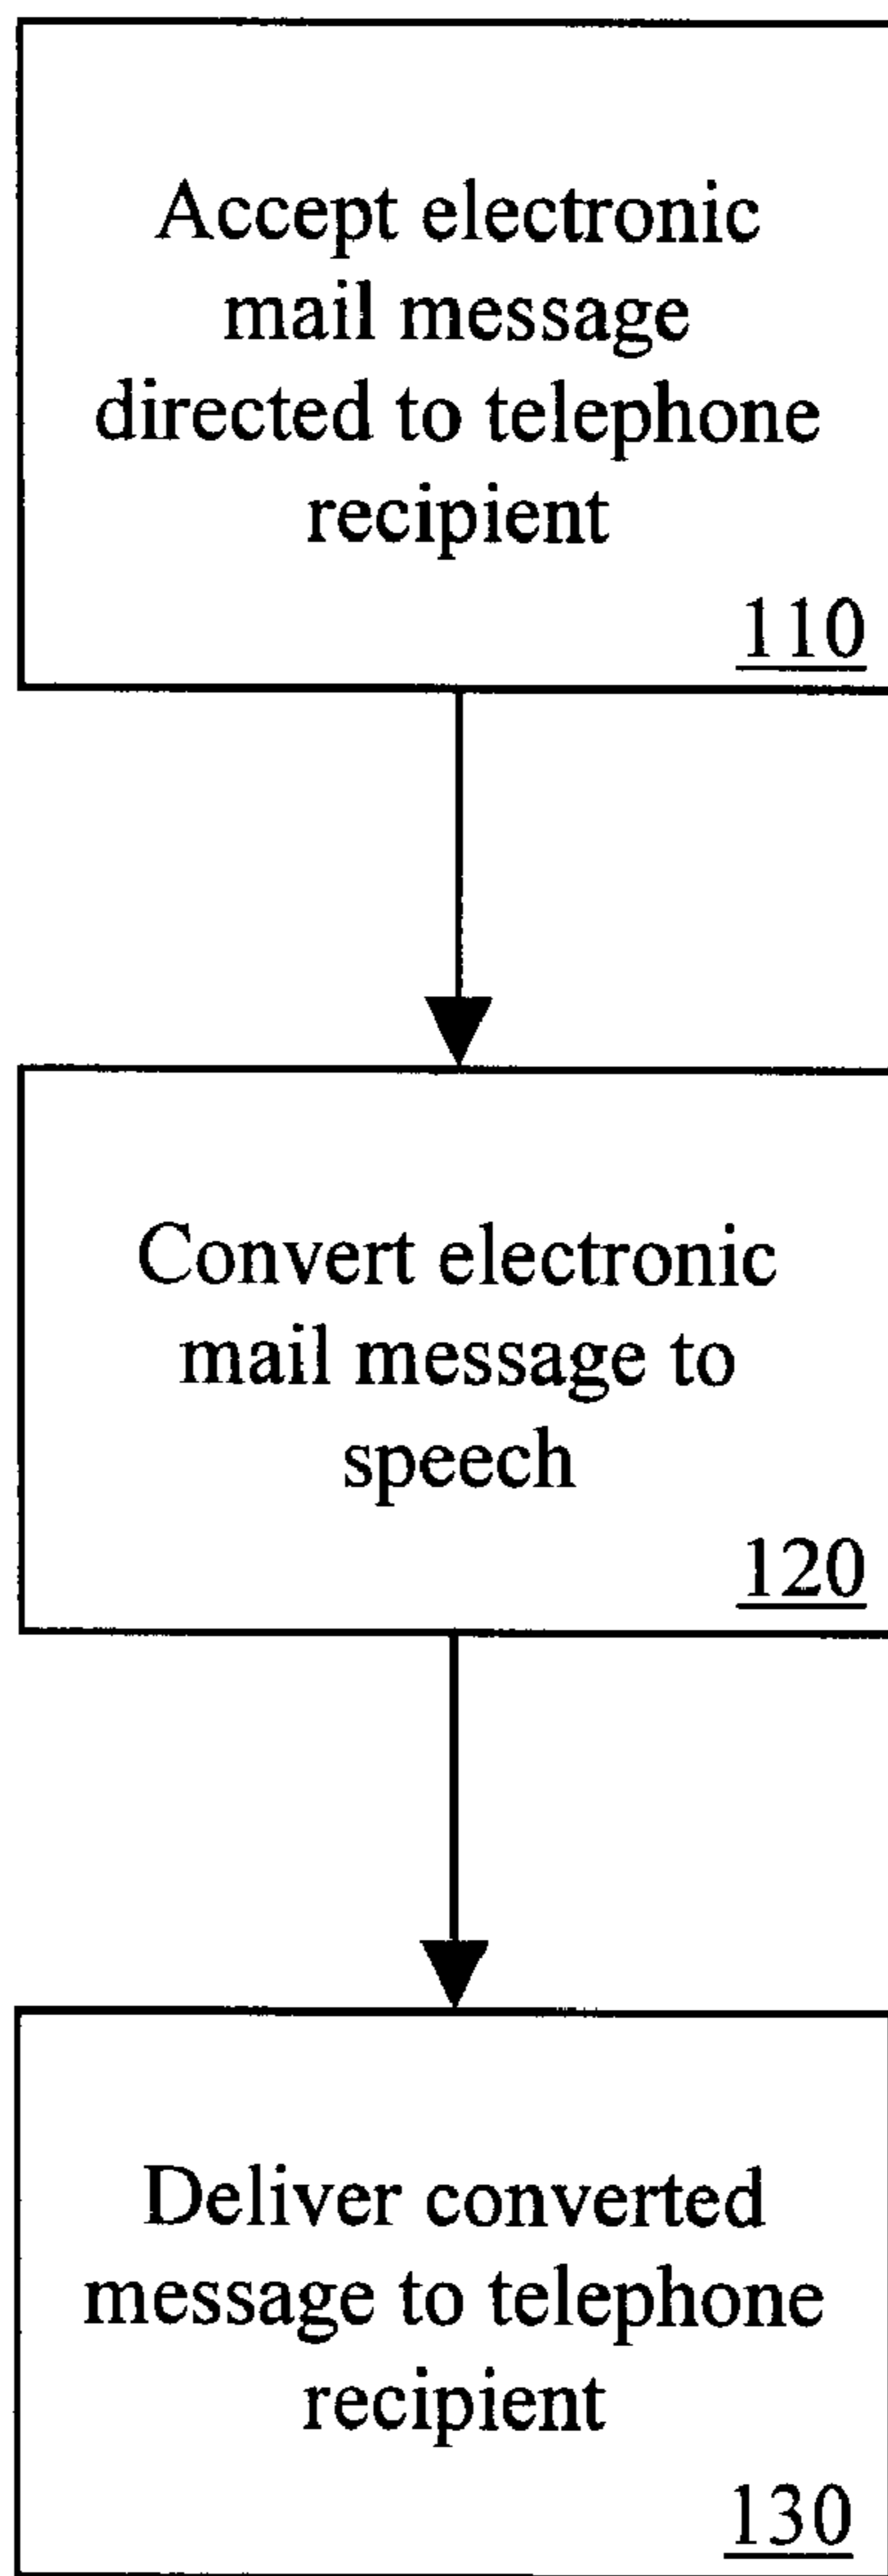 Accept electronic
mail message
directed to telephone
recipient
110
Convert electronic
mail message to
speech
120
Deliver converted
message to telephone
recipient
130